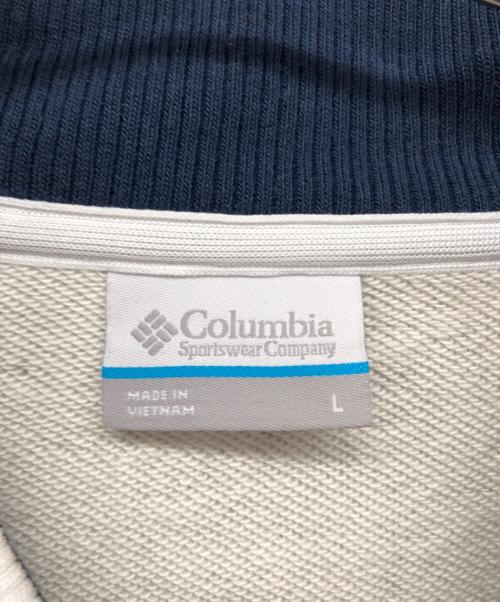 Columbia
Sportswear Company
MADE IN
VIETNAM
L